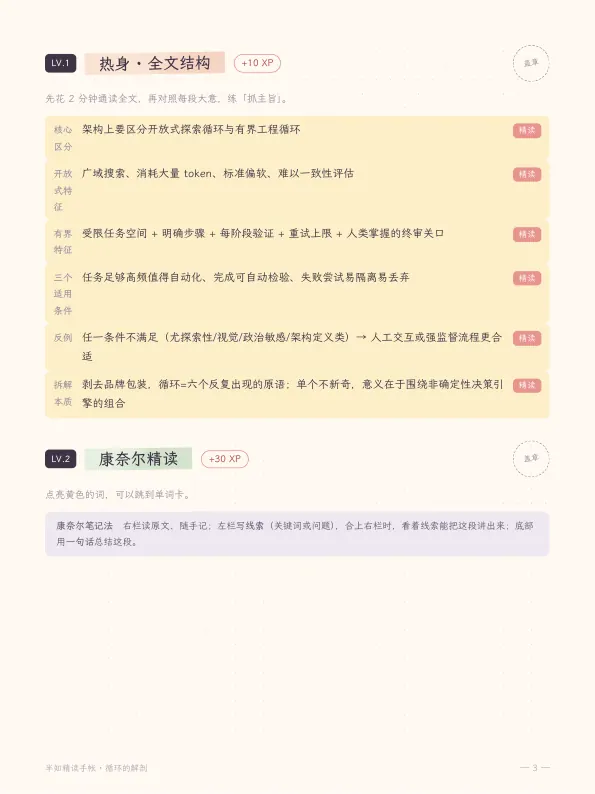 LV.1 热身·全文结构 +10 XP 盖章
先花 2 分钟通读全文，再对照每段大意，练「抓主旨」。
核心 架构上要区分开放式探索循环与有界工程循环 精读
区分
开放 广域搜索、消耗大量 token、标准偏软、难以一致性评估 精读
式特
征
有界 受限任务空间 + 明确步骤 + 每阶段验证 + 重试上限 + 人类掌握的终审关口 精读
特征
三个 任务足够高频值得自动化、完成可自动检验、失败尝试易隔离易丢弃 精读
适用
条件
反例 任一条件不满足（尤探索性/视觉/政治敏感/架构定义类）→ 人工交互或强监督流程更合 精读
适
拆解 剥去品牌包装，循环=六个反复出现的原语；单个不新奇，意义在于围绕非确定性决策引 精读
本质 擎的组合
LV.2 康奈尔精读 +30 XP 盖章
点亮黄色的词，可以跳到单词卡。
康奈尔笔记法 右栏读原文、随手记；左栏写线索（关键词或问题），合上右栏时，看着线索能把这段讲出来；底部
用一句话总结这段。
半如精读手帐·循环的解剖 — 3 —